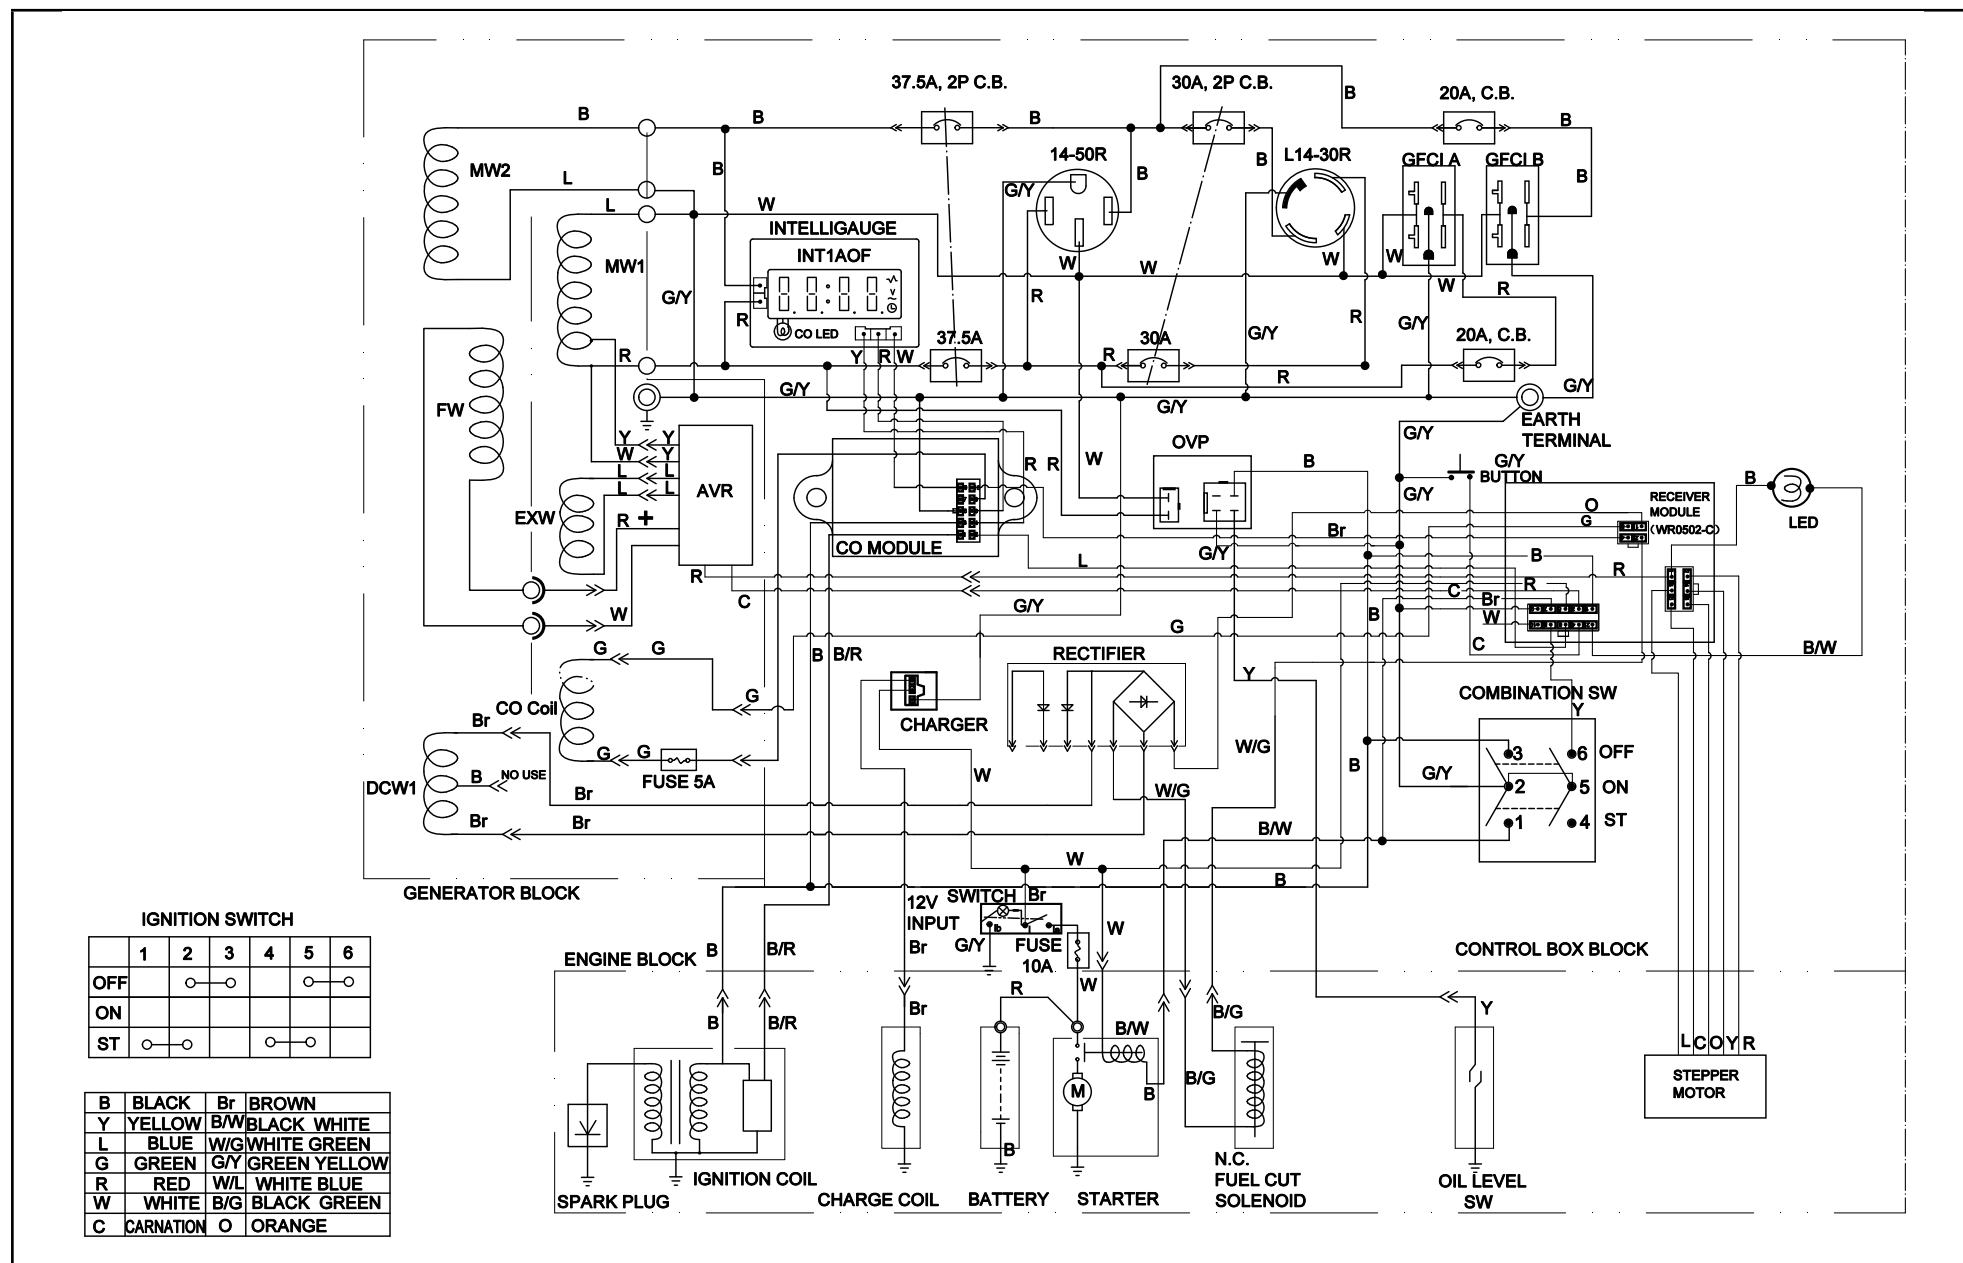 37.5A, 2P C.B.
30A, 2P C.B.
20A, C.B.
B
B
B
B
B
B
MW2
L
L
B
W
14-50R
G/Y
B
B
L14-30R
GFCI A
GFCI B
B
INTELLIGAUGE
INT1AOF
V
CO LED
MW1
G/Y
R
W
W
W
W
W
R
R
R
G/Y
G/Y
37.5A
30A
20A, C.B.
Y
R
W
R
R
R
G/Y
G/Y
G/Y
FW
EARTH
TERMINAL
Y
Y
W
Y
L
L
L
L
AVR
EXW
R
+
R
R
W
OVP
B
G/Y
G/Y
BUTTON
G/Y
RECEIVER
MODULE
(WR0502-C)
B
LED
O
G
Br
CO MODULE
G/Y
L
B
R
R
C
W
R
C
Br
W
C
G/Y
B
G
B/W
G
G
B
B/R
G
CHARGER
RECTIFIER
Y
COMBINATION SW
Y
CO Coil
Br
G
G
FUSE 5A
B
NO USE
DCW1
Br
Br
Br
W
W/G
W/G
B
G/Y
3
6
OFF
2
5
ON
1
4
ST
B/W
W
B
GENERATOR BLOCK
12V
INPUT
SWITCH
Br
G/Y
FUSE
10A
W
CONTROL BOX BLOCK
IGNITION SWITCH
1 2 3 4 5 6
OFF
ON
ST
ENGINE BLOCK
B
B/R
Br
W
R
B
B/R
Br
B/W
B/G
Y
B
B/G
M
B
L C O Y R
STEPPER
MOTOR
SPARK PLUG
IGNITION COIL
CHARGE COIL
BATTERY
STARTER
N.C.
FUEL CUT
SOLENOID
OIL LEVEL
SW
B BLACK Br BROWN
Y YELLOW B/W BLACK WHITE
L BLUE W/G WHITE GREEN
G GREEN G/Y GREEN YELLOW
R RED W/L WHITE BLUE
W WHITE B/G BLACK GREEN
C CARNATION O ORANGE